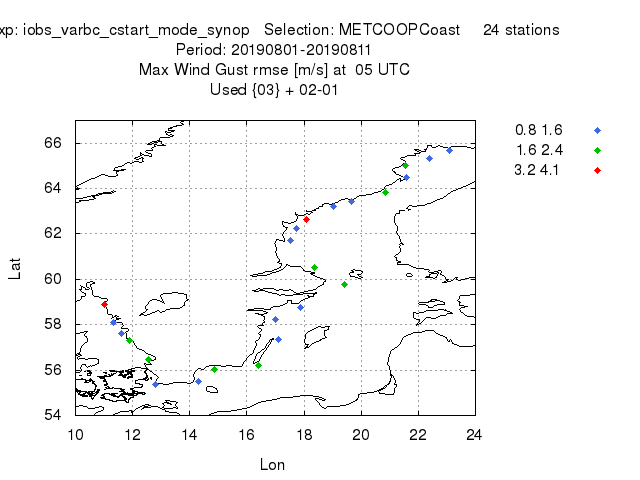 xp: iobs_varbc_cstart_mode_synop Selection: METCOOPCoast 24 stations
Period: 20190801-20190811
Max Wind Gust rmse [m/s] at 05 UTC
Used {03} + 02-01
0.8 1.6
1.6 2.4
3.2 4.1
66
64
62
60
58
56
54
Lat
10 12 14 16 18 20 22 24
Lon